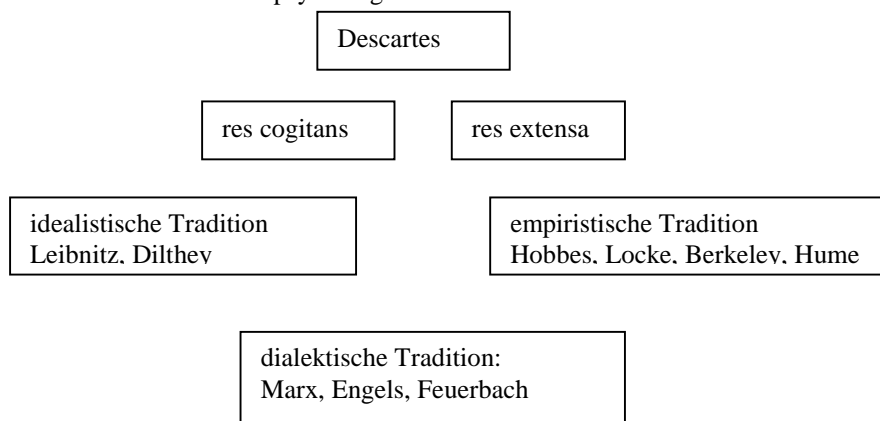 Descartes
res cogitans
res extensa
idealistische Tradition
Leibnitz, Dilthey
empiristische Tradition
Hobbes, Locke, Berkeley, Hume
dialektische Tradition:
Marx, Engels, Feuerbach